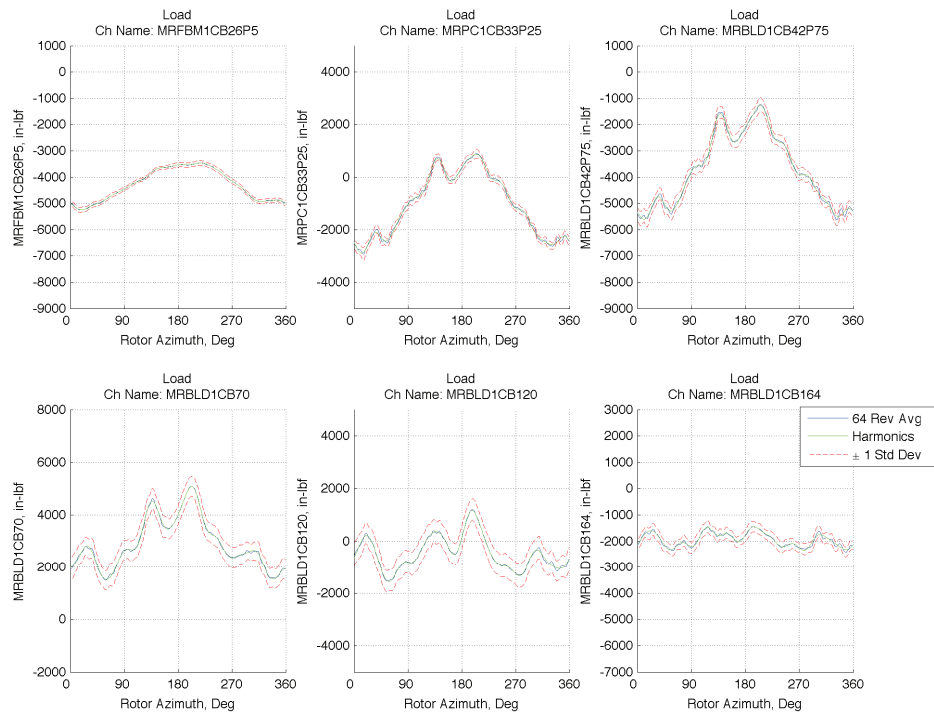 Load
Ch Name: MRFBM1CB26P5
1000
0
-1000
-2000
-3000
-4000
-5000
-6000
-7000
-8000
-9000
MRFBM1CB26P5, in-lbf
0 90 180 270 360
Rotor Azimuth, Deg
Load
Ch Name: MRPC1CB33P25
4000
2000
0
-2000
-4000
MRPC1CB33P25, in-lbf
0 90 180 270 360
Rotor Azimuth, Deg
Load
Ch Name: MRBLD1CB42P75
1000
0
-1000
-2000
-3000
-4000
-5000
-6000
-7000
-8000
-9000
MRBLD1CB42P75, in-lbf
0 90 180 270 360
Rotor Azimuth, Deg
Load
Ch Name: MRBLD1CB70
8000
6000
4000
2000
0
-2000
MRBLD1CB70, in-lbf
0 90 180 270 360
Rotor Azimuth, Deg
Load
Ch Name: MRBLD1CB120
4000
2000
0
-2000
-4000
MRBLD1CB120, in-lbf
0 90 180 270 360
Rotor Azimuth, Deg
Load
Ch Name: MRBLD1CB164
3000
2000
1000
0
-1000
-2000
-3000
-4000
-5000
-6000
-7000
MRBLD1CB164, in-lbf
0 90 180 270 360
Rotor Azimuth, Deg
64 Rev Avg
Harmonics
± 1 Std Dev